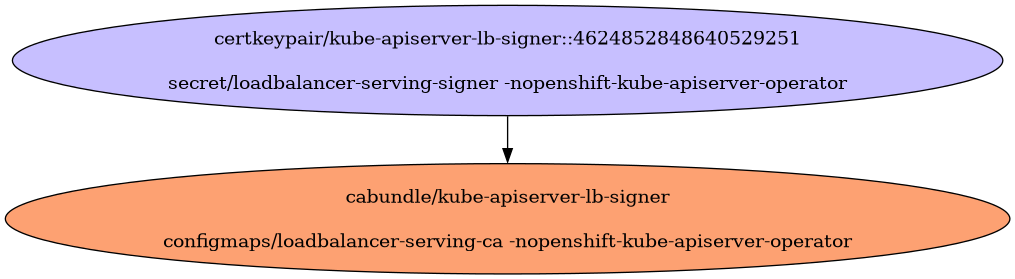 certkeypair/kube-apiserver-lb-signer::4624852848640529251
secret/loadbalancer-serving-signer -nopenshift-kube-apiserver-operator
cabundle/kube-apiserver-lb-signer
configmaps/loadbalancer-serving-ca -nopenshift-kube-apiserver-operator